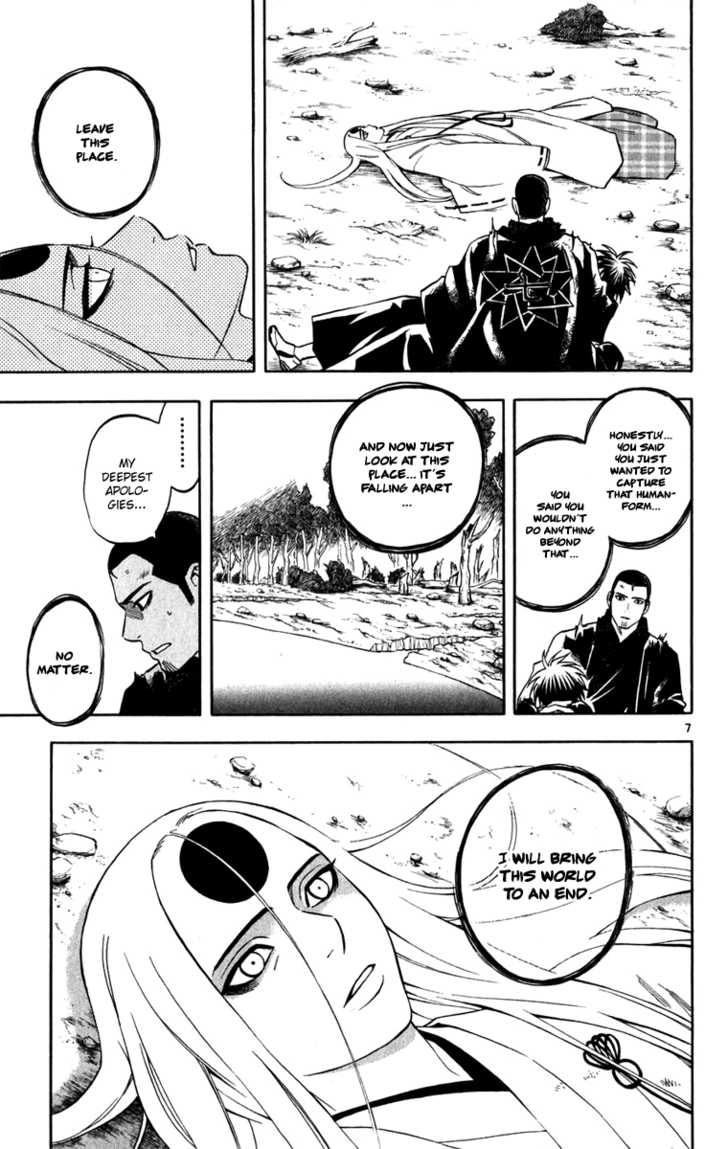 LEAVE
THIS
PLACE.
HONESTLY...
YOU SAID
YOU JUST
WANTED TO
CAPTURE
THAT HUMAN-
FORM...
YOU
SAID YOU
WOULDN'T
DO ANYTHING
BEYOND
THAT...
AND NOW JUST
LOOK AT THIS
PLACE... IT'S
FALLING APART
...
.........
MY
DEEPEST
APOLO-
GIES...
NO
MATTER.
7
I WILL BRING
THIS WORLD
TO AN END.